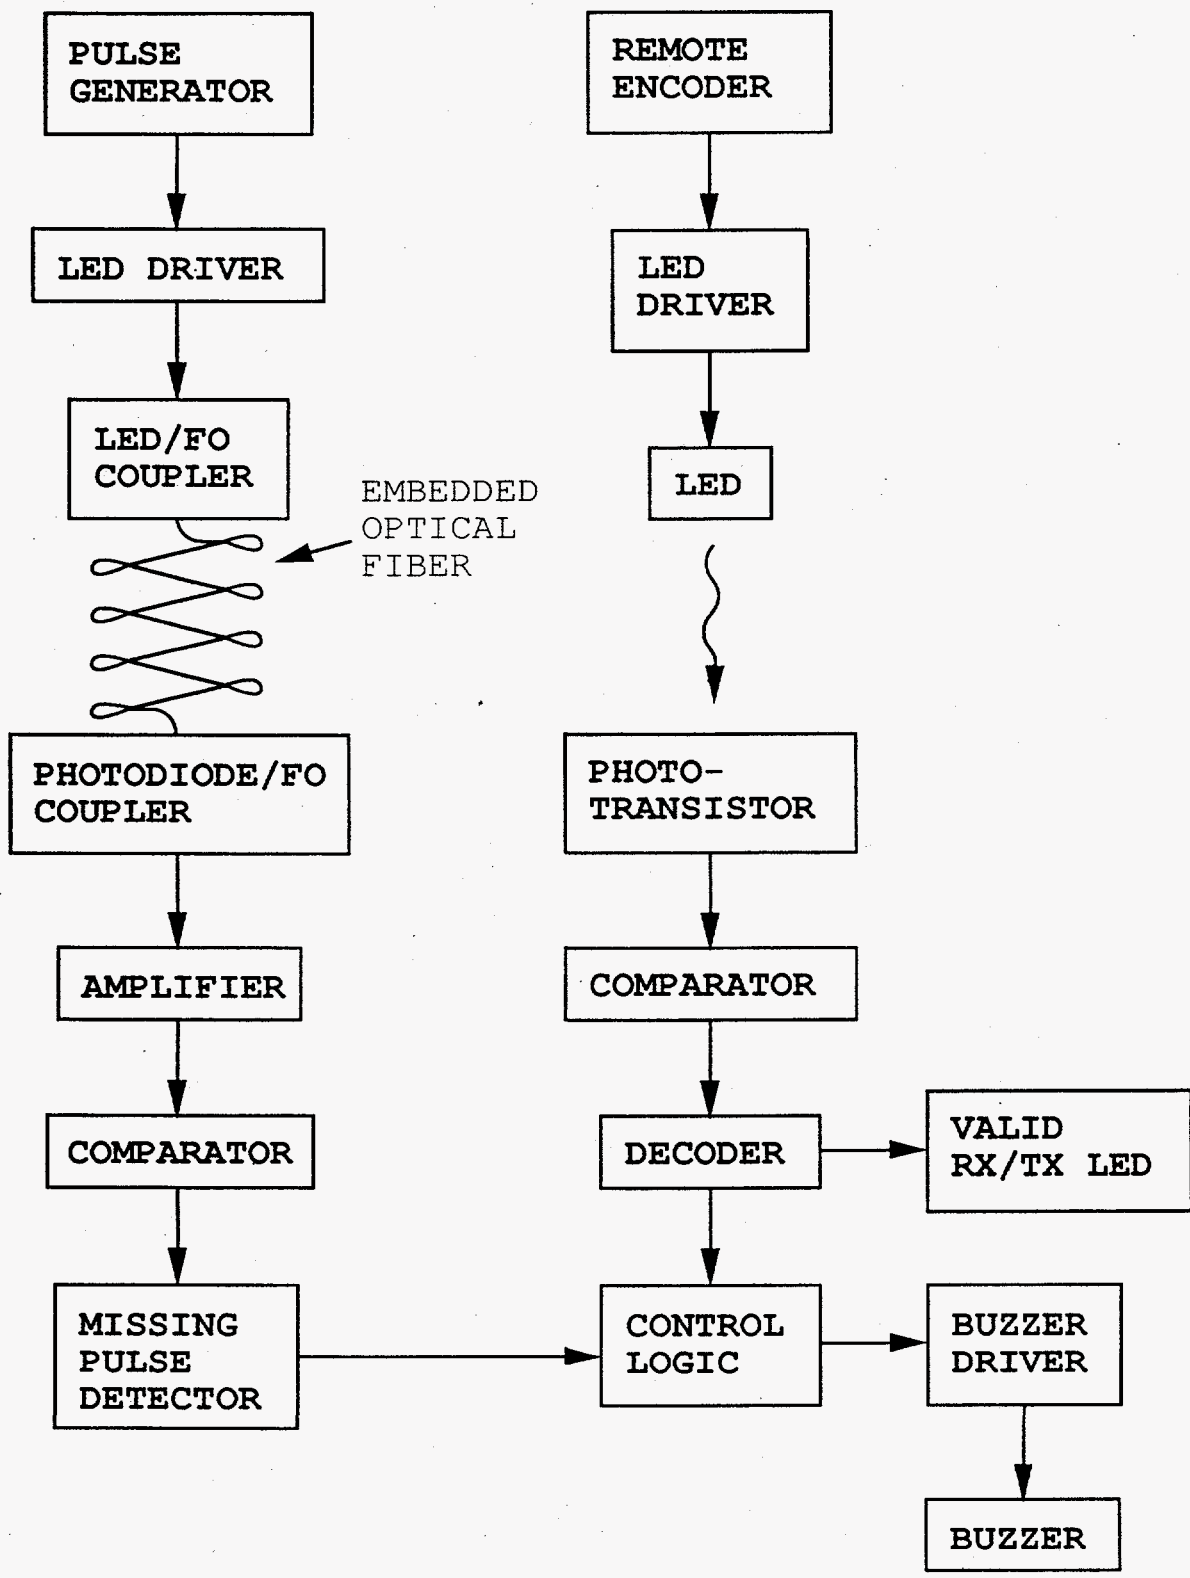 PULSE
GENERATOR
LED DRIVER
LED/FO
COUPLER
EMBEDDED
OPTICAL
FIBER
PHOTODIODE/FO
COUPLER
AMPLIFIER
COMPARATOR
MISSING
PULSE
DETECTOR
REMOTE
ENCODER
LED
DRIVER
LED
PHOTO-
TRANSISTOR
COMPARATOR
DECODER
VALID
RX/TX LED
CONTROL
LOGIC
BUZZER
DRIVER
BUZZER